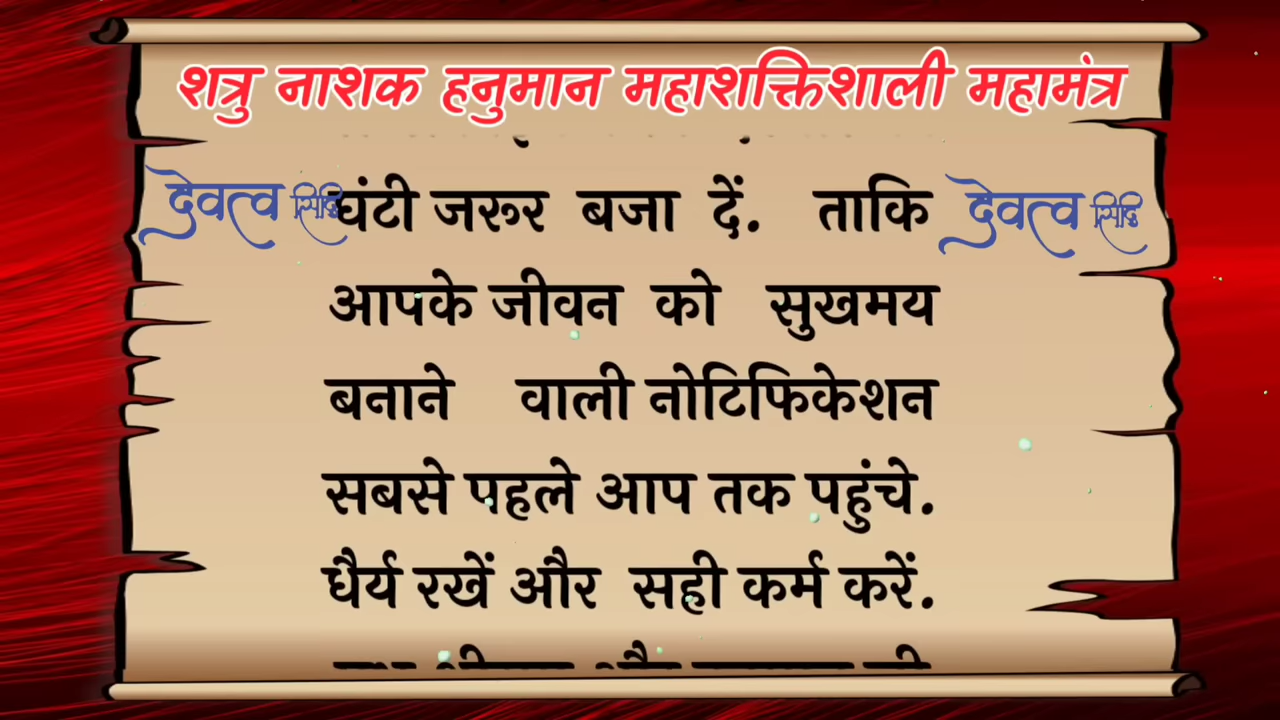 शत्रु नाशक हनुमान महाशक्तिशाली महामंत्र
देवत्व सिद्धि घंटी जरूर बजा दें. ताकि देवत्व सिद्धि
आपके जीवन को सुखमय
बनाने वाली नोटिफिकेशन
सबसे पहले आप तक पहुंचे.
धैर्य रखें और सही कर्म करें.